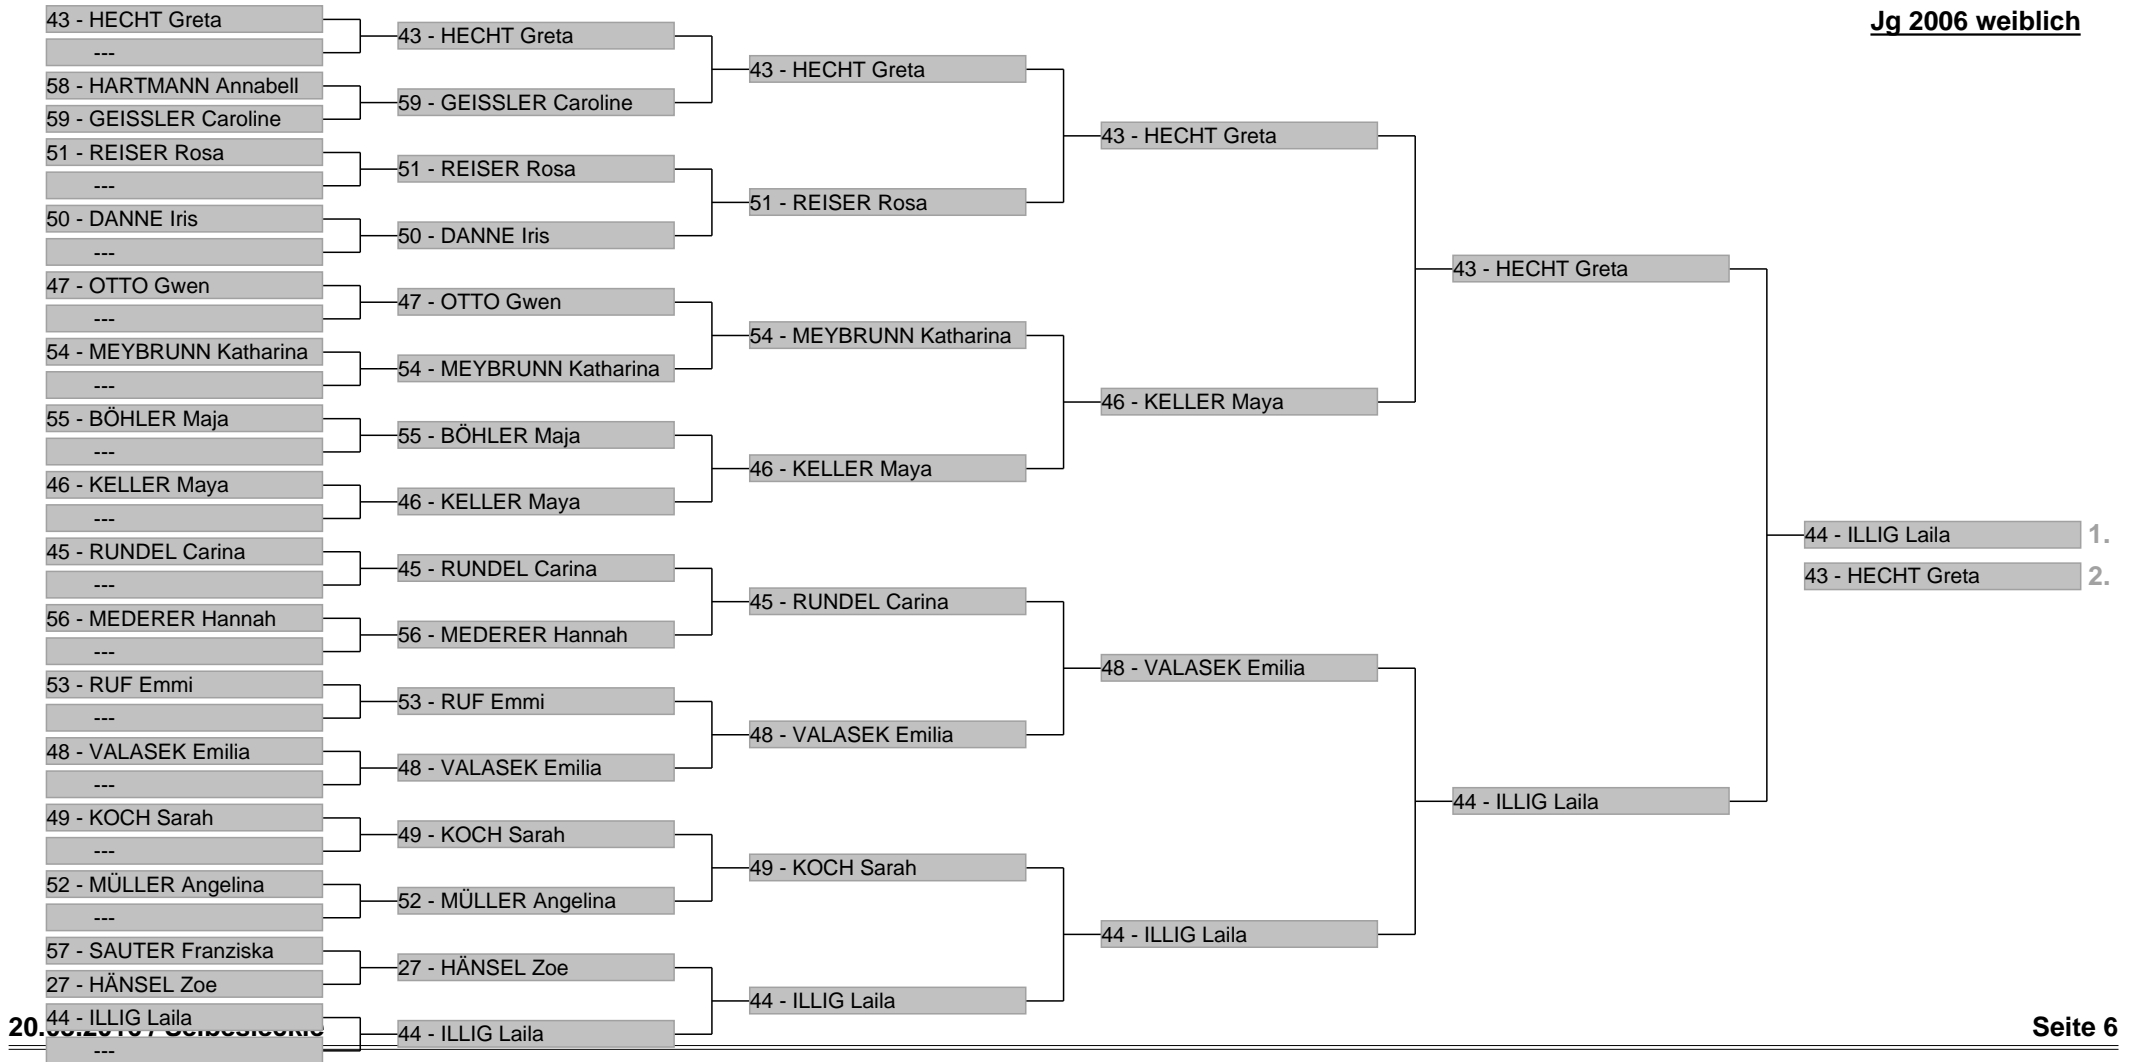 Jg 2006 weiblich
43 - HECHT Greta
---
58 - HARTMANN Annabell
59 - GEISSLER Caroline
51 - REISER Rosa
---
50 - DANNE Iris
---
47 - OTTO Gwen
---
54 - MEYBRUNN Katharina
---
55 - BÖHLER Maja
---
46 - KELLER Maya
---
45 - RUNDEL Carina
---
56 - MEDERER Hannah
---
53 - RUF Emmi
---
48 - VALASEK Emilia
---
49 - KOCH Sarah
---
52 - MÜLLER Angelina
---
57 - SAUTER Franziska
27 - HÄNSEL Zoe
44 - ILLIG Laila
---
43 - HECHT Greta
59 - GEISSLER Caroline
51 - REISER Rosa
50 - DANNE Iris
47 - OTTO Gwen
54 - MEYBRUNN Katharina
55 - BÖHLER Maja
46 - KELLER Maya
45 - RUNDEL Carina
56 - MEDERER Hannah
53 - RUF Emmi
48 - VALASEK Emilia
49 - KOCH Sarah
52 - MÜLLER Angelina
27 - HÄNSEL Zoe
44 - ILLIG Laila
43 - HECHT Greta
51 - REISER Rosa
54 - MEYBRUNN Katharina
46 - KELLER Maya
45 - RUNDEL Carina
48 - VALASEK Emilia
49 - KOCH Sarah
44 - ILLIG Laila
43 - HECHT Greta
46 - KELLER Maya
48 - VALASEK Emilia
44 - ILLIG Laila
43 - HECHT Greta
44 - ILLIG Laila
44 - ILLIG Laila 1.
43 - HECHT Greta 2.
Seite 6